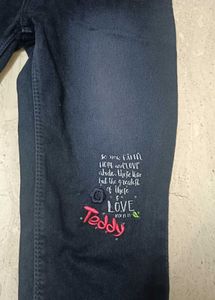 so now FAITH
HOPE and LOVE
abide, these three
but the greatest
of these
is
LOVE
Teddy